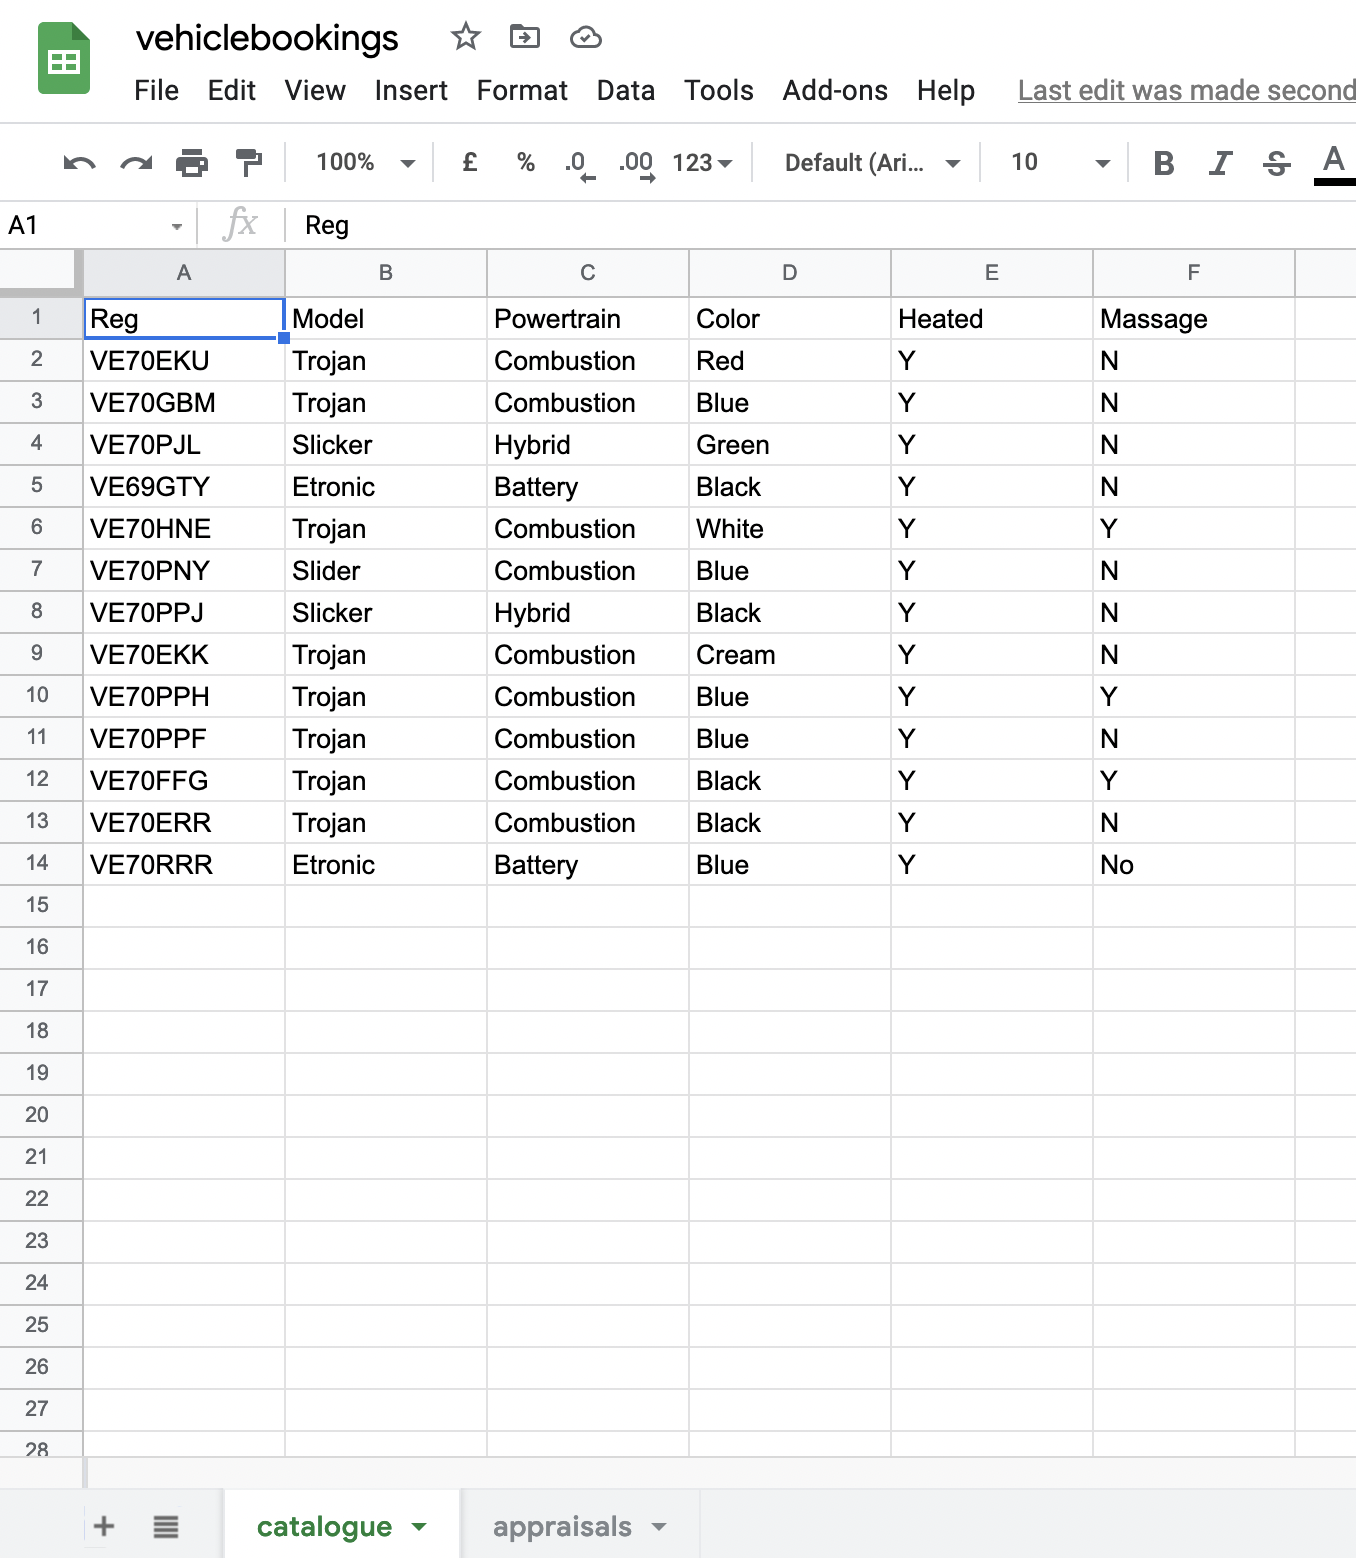 vehiclebookings
File Edit View Insert Format Data Tools Add-ons Help Last edit was made second
100% £ % .0 .00 123 Default (Ari... 10 B I S A
A1 fx Reg
A B C D E F
1 Reg Model Powertrain Color Heated Massage
2 VE70EKU Trojan Combustion Red Y N
3 VE70GBM Trojan Combustion Blue Y N
4 VE70PJL Slicker Hybrid Green Y N
5 VE69GTY Etronic Battery Black Y N
6 VE70HNE Trojan Combustion White Y Y
7 VE70PNY Slider Combustion Blue Y N
8 VE70PPJ Slicker Hybrid Black Y N
9 VE70EKK Trojan Combustion Cream Y N
10 VE70PPH Trojan Combustion Blue Y Y
11 VE70PPF Trojan Combustion Blue Y N
12 VE70FFG Trojan Combustion Black Y Y
13 VE70ERR Trojan Combustion Black Y N
14 VE70RRR Etronic Battery Blue Y No
15
16
17
18
19
20
21
22
23
24
25
26
27
28
catalogue appraisals